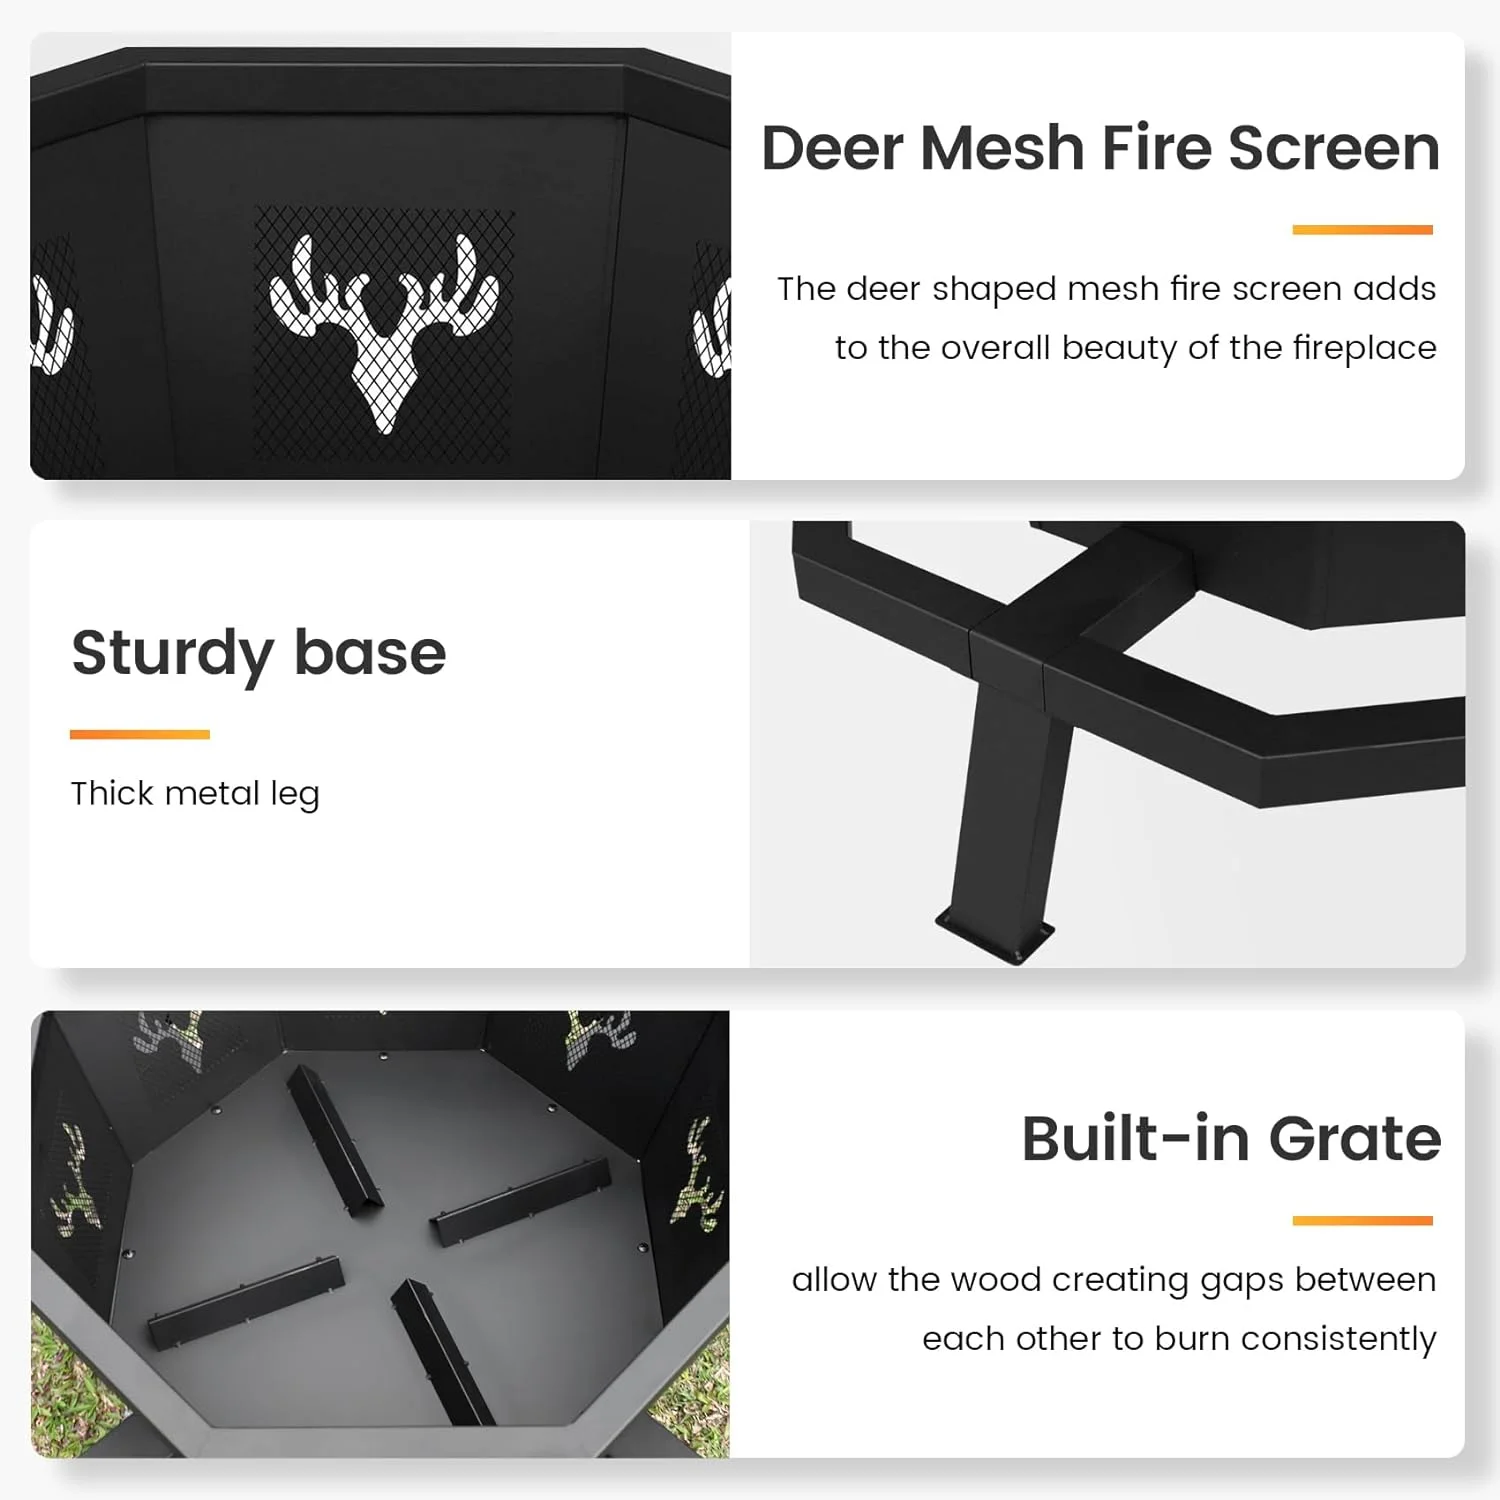 Deer Mesh Fire Screen
The deer shaped mesh fire screen adds
to the overall beauty of the fireplace
Sturdy base
Thick metal leg
Built-in Grate
allow the wood creating gaps between
each other to burn consistently